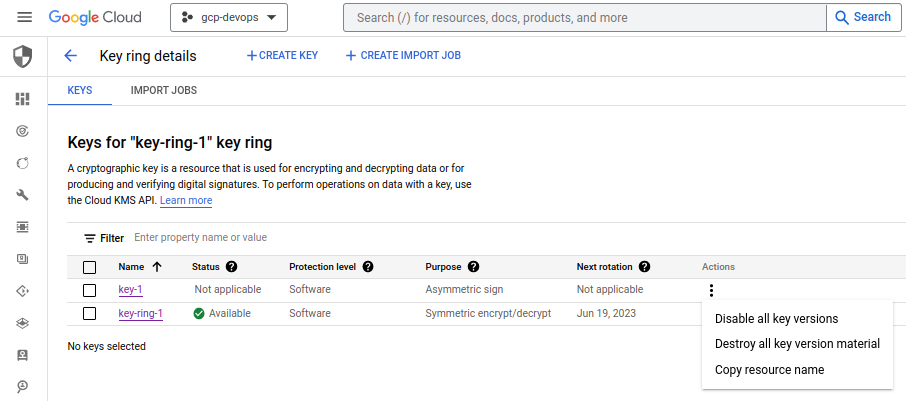 Google Cloud
gcp-devops
Search (/) for resources, docs, products, and more
Search
Key ring details
CREATE KEY
CREATE IMPORT JOB
KEYS
IMPORT JOBS
Keys for "key-ring-1" key ring
A cryptographic key is a resource that is used for encrypting and decrypting data or for
producing and verifying digital signatures. To perform operations on data with a key, use
the Cloud KMS API. Learn more
Filter Enter property name or value
Name Status Protection level Purpose Next rotation Actions
key-1 Not applicable Software Asymmetric sign Not applicable
key-ring-1 Available Software Symmetric encrypt/decrypt Jun 19, 2023
No keys selected
Disable all key versions
Destroy all key version material
Copy resource name